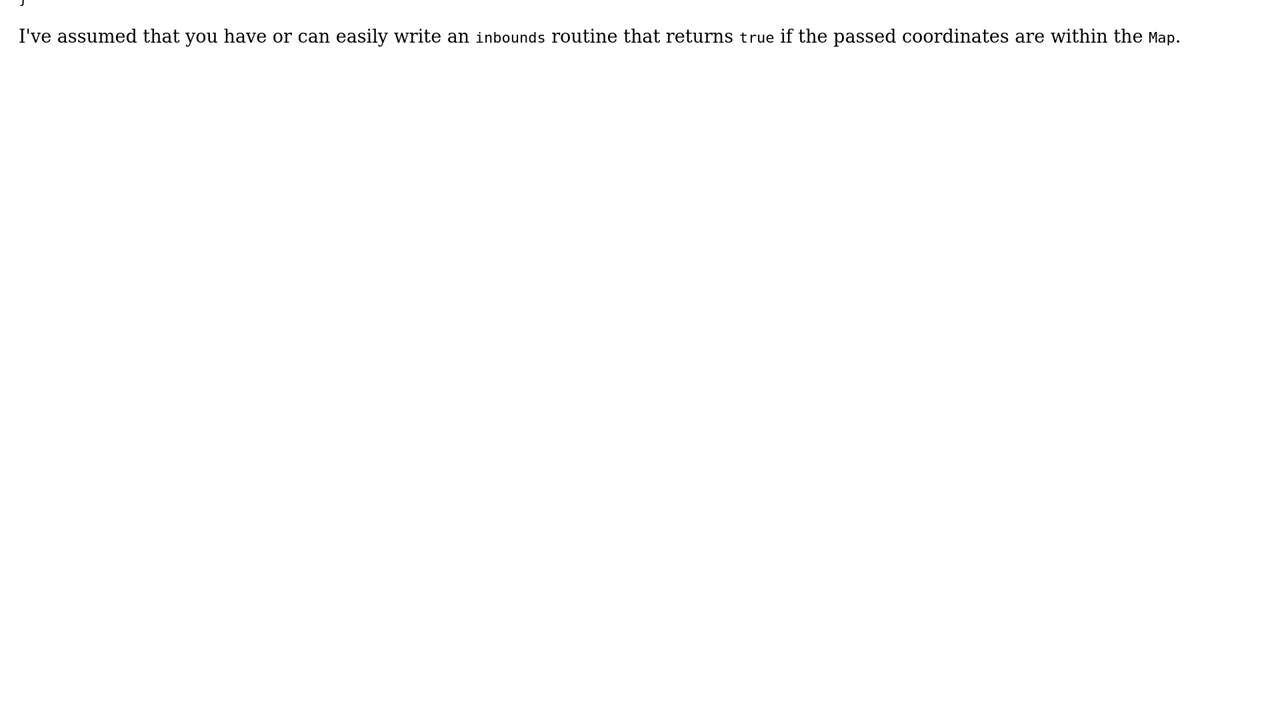 }
I've assumed that you have or can easily write an inbounds routine that returns true if the passed coordinates are within the Map.